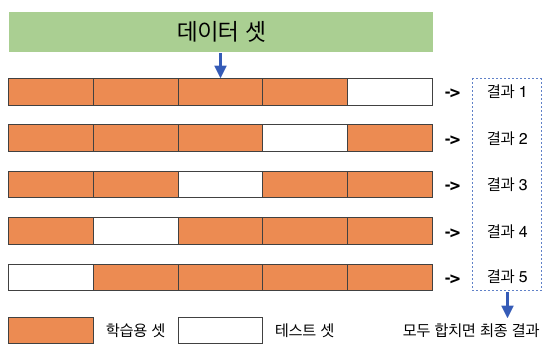 데이터 셋
-> 결과 1
-> 결과 2
-> 결과 3
-> 결과 4
-> 결과 5
학습용 셋 테스트 셋 모두 합치면 최종 결과